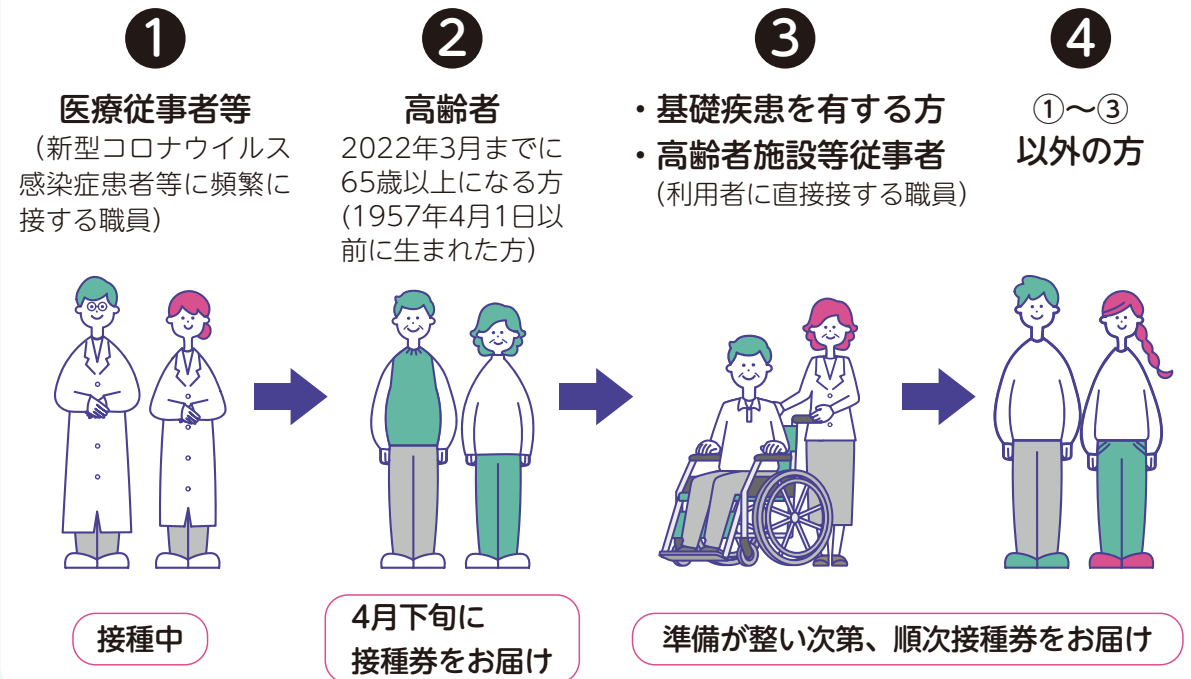 ❶
医療従事者等
（新型コロナウイルス
感染症患者等に頻繁に
接する職員）
接種中
❷
高齢者
2022年3月までに
65歳以上になる方
(1957年4月1日以
前に生まれた方)
4月下旬に
接種券をお届け
❸
・基礎疾患を有する方
・高齢者施設等従事者
（利用者に直接接する職員）
❹
①〜③
以外の方
準備が整い次第、順次接種券をお届け